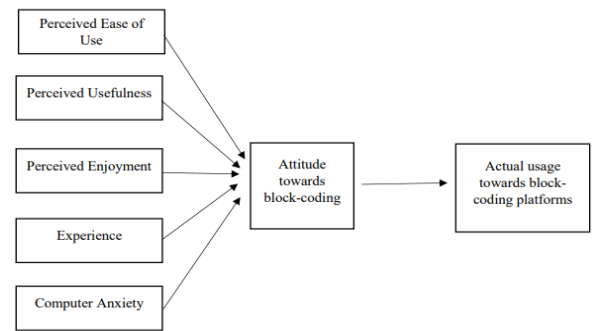 Perceived Ease of
Use
Perceived Usefulness
Perceived Enjoyment
Experience
Computer Anxiety
Attitude
towards
block-coding
Actual usage
towards block-
coding platforms